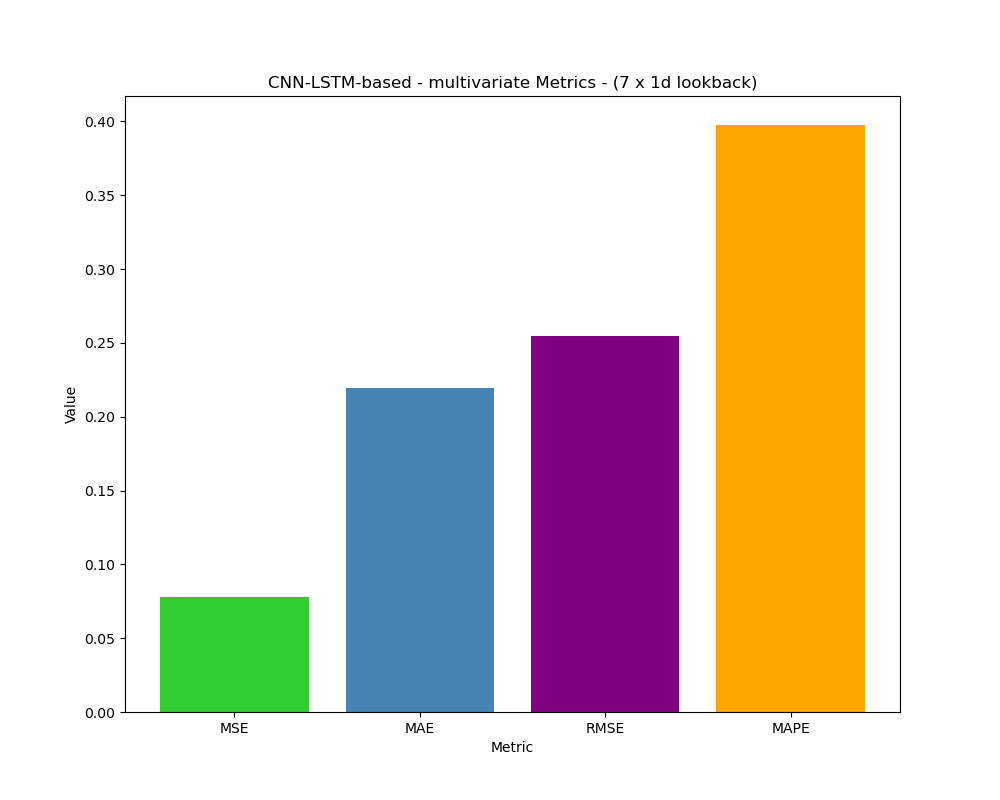 CNN-LSTM-based - multivariate Metrics - (7 x 1d lookback)
0.40
0.35
0.30
0.25
0.20
0.15
0.10
0.05
0.00
Value
MSE MAE RMSE MAPE
Metric